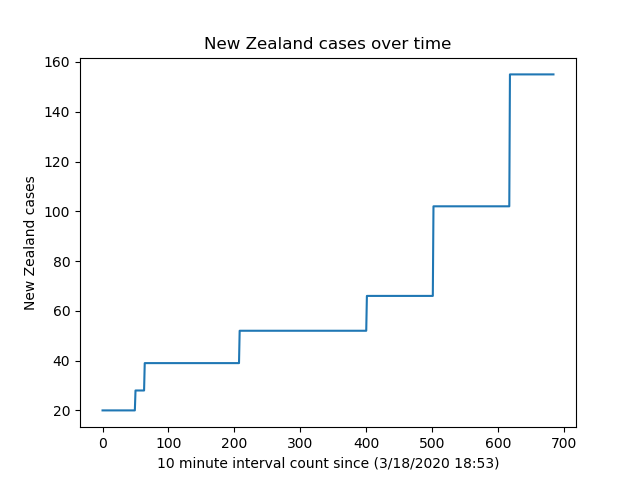 New Zealand cases over time
160
140
120
100
80
60
40
20
New Zealand cases
0 100 200 300 400 500 600 700
10 minute interval count since (3/18/2020 18:53)